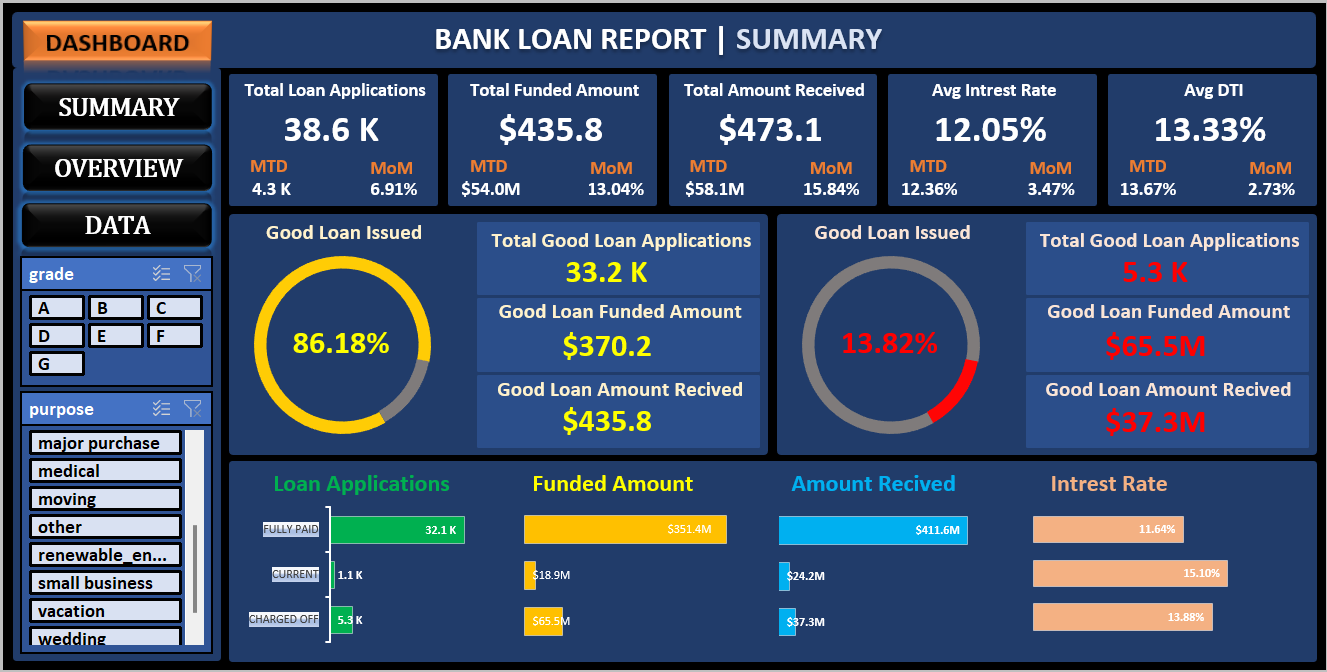 DASHBOARD
BANK LOAN REPORT | SUMMARY
SUMMARY
OVERVIEW
DATA
grade
A B C
D E F
G
purpose
major purchase
medical
moving
other
renewable_en...
small business
vacation
wedding
Total Loan Applications
38.6 K
MTD MoM
4.3 K 6.91%
Total Funded Amount
$435.8
MTD MoM
$54.0M 13.04%
Total Amount Received
$473.1
MTD MoM
$58.1M 15.84%
Avg Intrest Rate
12.05%
MTD MoM
12.36% 3.47%
Avg DTI
13.33%
MTD MoM
13.67% 2.73%
Good Loan Issued
86.18%
Total Good Loan Applications
33.2 K
Good Loan Funded Amount
$370.2
Good Loan Amount Recived
$435.8
Good Loan Issued
13.82%
Total Good Loan Applications
5.3 K
Good Loan Funded Amount
$65.5M
Good Loan Amount Recived
$37.3M
Loan Applications
FULLY PAID 32.1 K
CURRENT 1.1 K
CHARGED OFF 5.3 K
Funded Amount
$351.4M
$18.9M
$65.5M
Amount Recived
$411.6M
$24.2M
$37.3M
Intrest Rate
11.64%
15.10%
13.88%